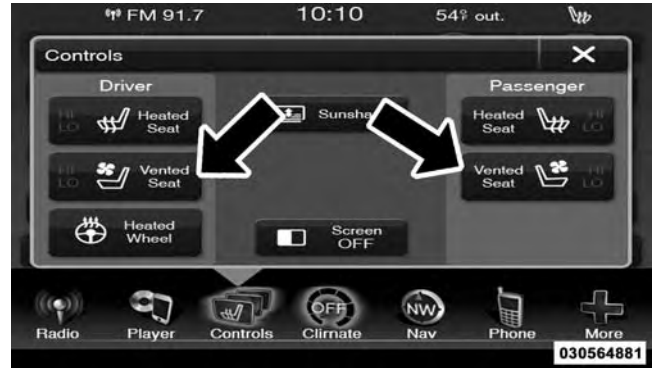 FM 91.7
10:10
54° out.
Controls
Driver
Passenger
HI
LO
Heated
Seat
Sunsha
Heated
Seat
HI
LO
HI
LO
Vented
Seat
Vented
Seat
HI
LO
Heated
Wheel
Screen
OFF
OFF
NW
Radio
Player
Controls
Climate
Nav
Phone
More
030564881